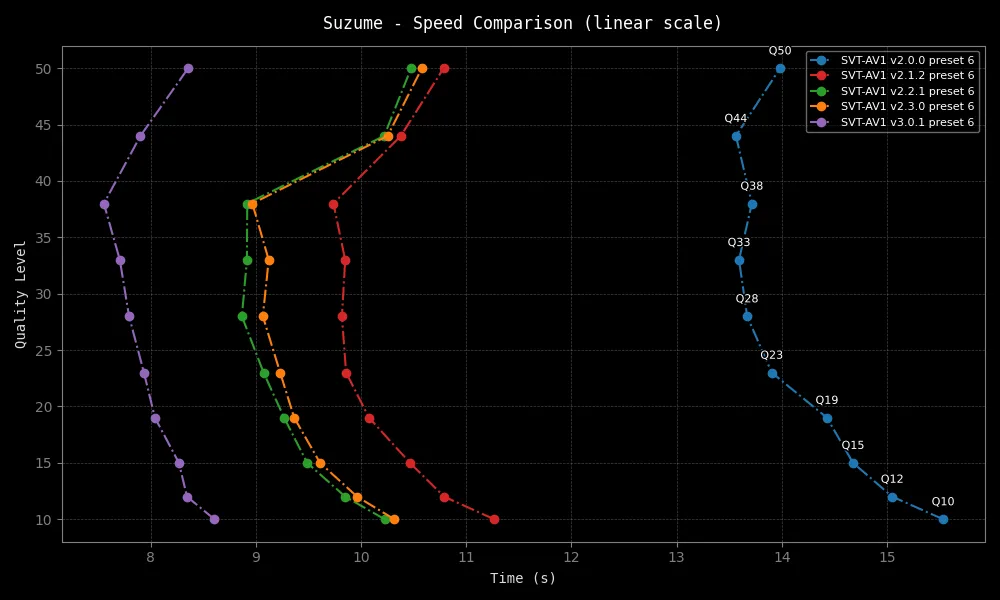 Suzume - Speed Comparison (linear scale)
SVT-AV1 v2.0.0 preset 6
SVT-AV1 v2.1.2 preset 6
SVT-AV1 v2.2.1 preset 6
SVT-AV1 v2.3.0 preset 6
SVT-AV1 v3.0.1 preset 6
Q50
Q44
Q38
Q33
Q28
Q23
Q19
Q15
Q12
Q10
Quality Level
50
45
40
35
30
25
20
15
10
8 9 10 11 12 13 14 15
Time (s)